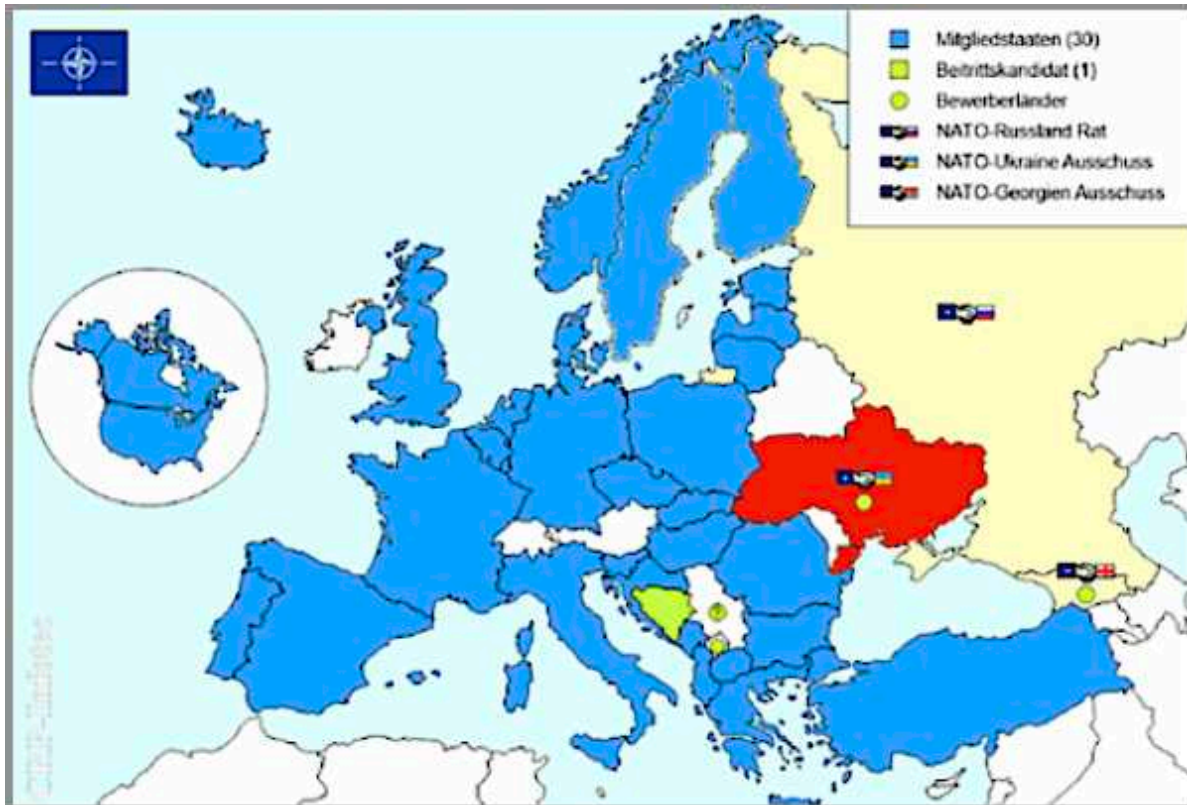 Mitgliedstaaten (30)
Beitrittskandidat (1)
Bewerberländer
NATO-Russland Rat
NATO-Ukraine Ausschuss
NATO-Georgien Ausschuss